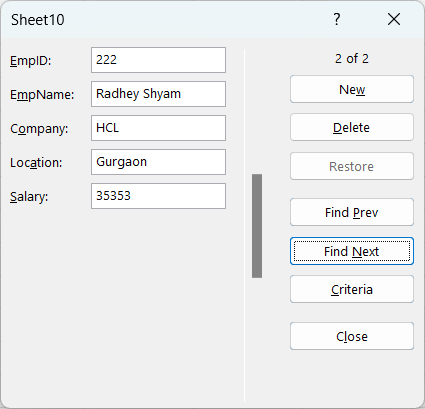 Sheet10 ?
EmpID: 222
EmpName: Radhey Shyam
Company: HCL
Location: Gurgaon
Salary: 35353
2 of 2
New
Delete
Restore
Find Prev
Find Next
Criteria
Close